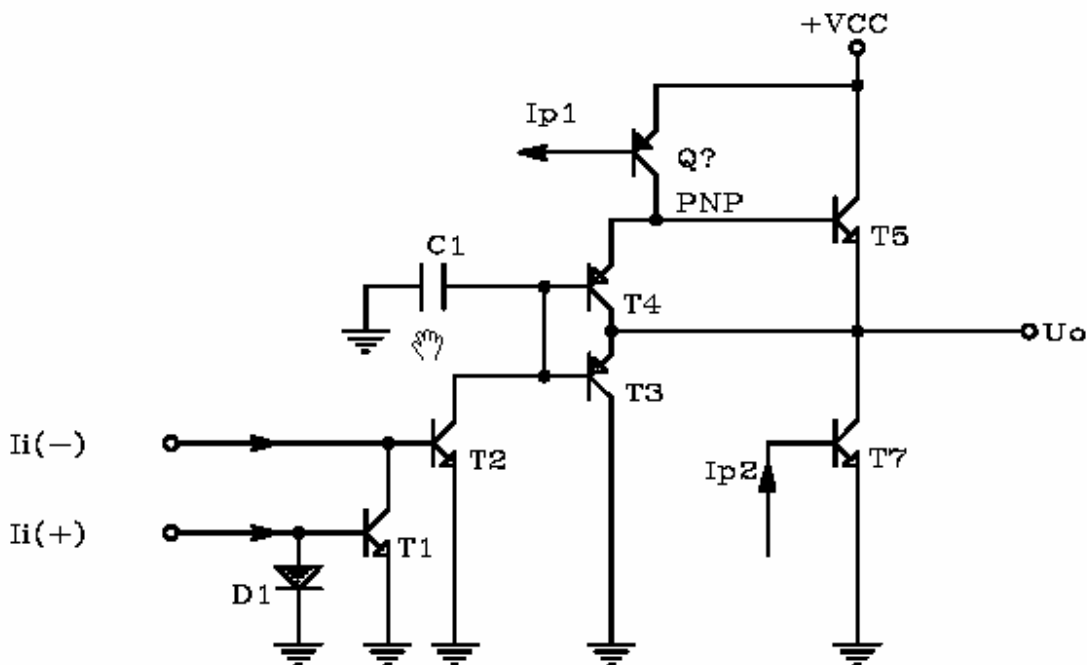 +VCC
Ip1
Q?
PNP
T5
C1
T4
Uo
T3
Ii(-)
T2
Ip2
T7
Ii(+)
T1
D1